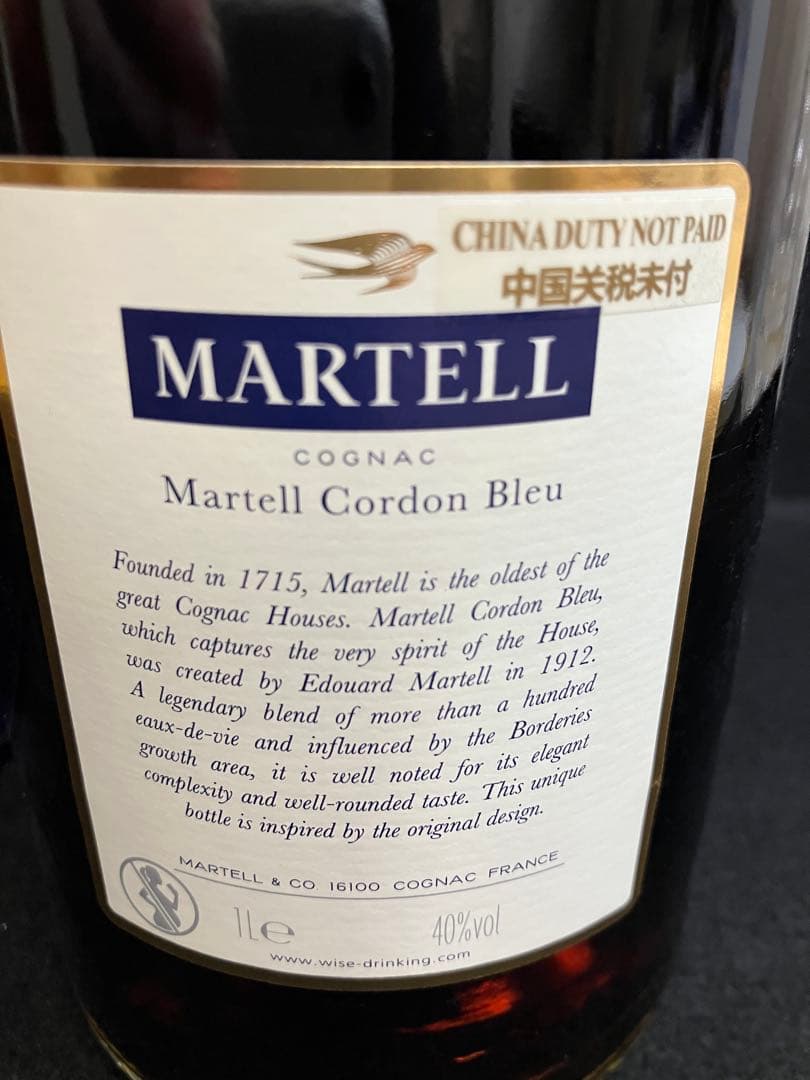 CHINA DUTY NOT PAID
中国关税未付
MARTELL
COGNAC
Martell Cordon Bleu
Founded in 1715, Martell is the oldest of the
great Cognac Houses. Martell Cordon Bleu,
which captures the very spirit of the House,
was created by Edouard Martell in 1912.
A legendary blend of more than a hundred
eaux-de-vie and influenced by the Borderies
growth area, it is well noted for its elegant
complexity and well-rounded taste. This unique
bottle is inspired by the original design.
MARTELL & CO. 16100 COGNAC FRANCE
1L℮ 40%vol
www.wise-drinking.com